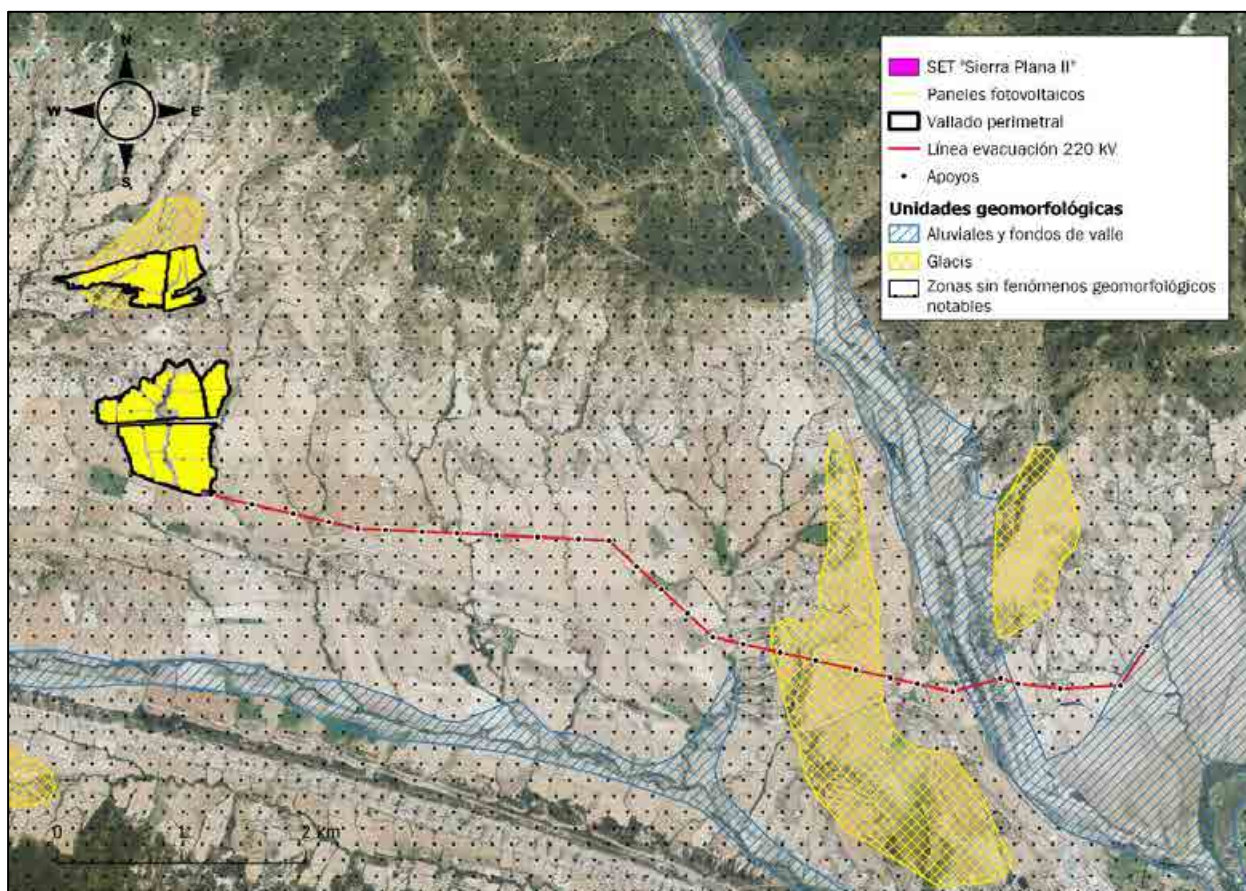 N
W
E
S
SET "Sierra Plana II"
Paneles fotovoltaicos
Vallado perimetral
Línea evacuación 220 KV
Apoyos
Unidades geomorfológicas
Aluviales y fondos de valle
Glacis
Zonas sin fenómenos geomorfológicos
notables
0 1 2 km